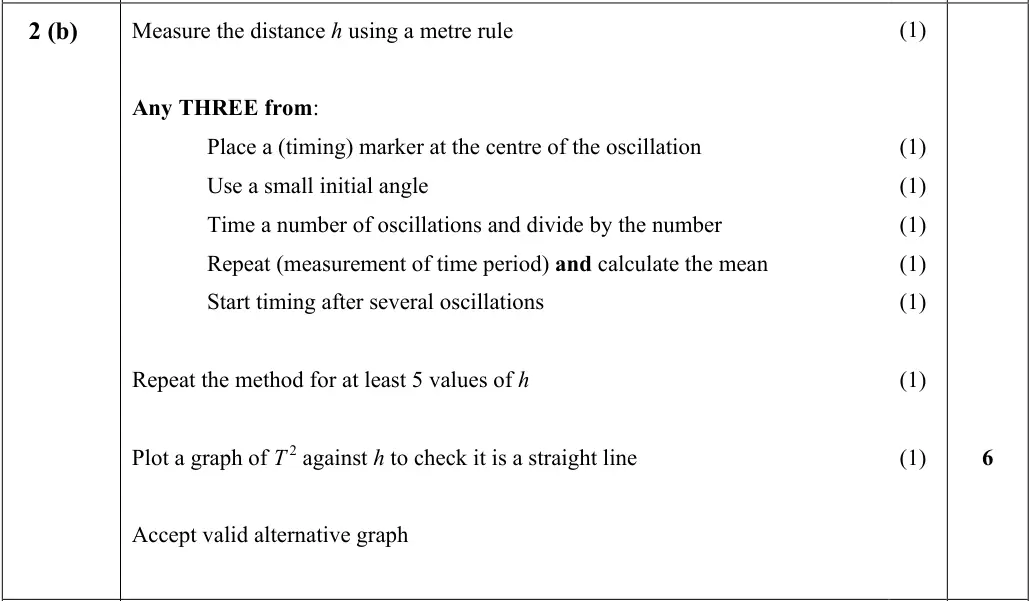 2 (b) Measure the distance h using a metre rule (1)
Any THREE from:
Place a (timing) marker at the centre of the oscillation (1)
Use a small initial angle (1)
Time a number of oscillations and divide by the number (1)
Repeat (measurement of time period) and calculate the mean (1)
Start timing after several oscillations (1)
Repeat the method for at least 5 values of h (1)
Plot a graph of T² against h to check it is a straight line (1) 6
Accept valid alternative graph